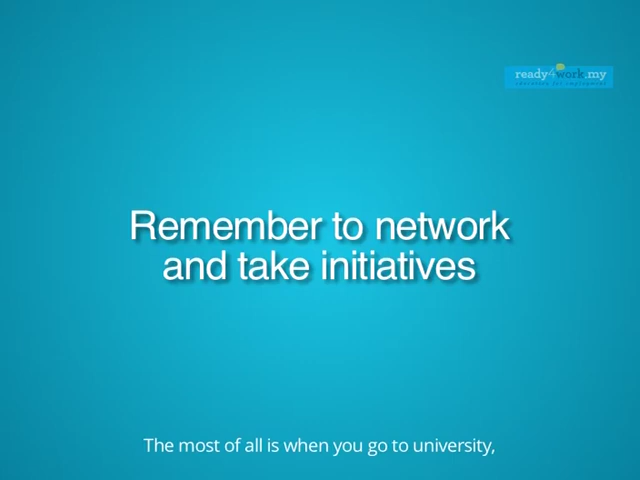 ready4work.my
Remember to network
and take initiatives
The most of all is when you go to university,